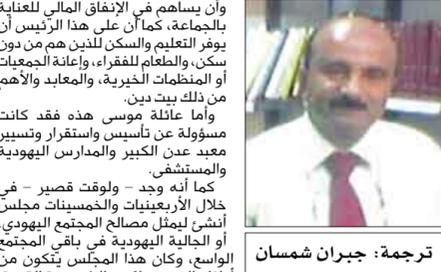 وأن يساهم في الإنفاق المالي للعناية
بالجماعة، كما أن على هذا الرئيس أن
يوفر التعليم والسكن للذين هم من دون
سكن، والطعام للفقراء، وإعانة الجمعيات
أو المنظمات الخيرية، والمعابد والأهم
من ذلك بيت دين.
وأما عائلة موسى هذه فقد كانت
مسؤولة عن تأسيس واستقرار وتسيير
معبد عدن الكبير والمدارس اليهودية
والمستشفى.
كما أنه وجد – ولوقت قصير – في
خلال الأربعينيات والخمسينات مجلس
أنشئ ليمثل مصالح المجتمع اليهودي.
أو الجالية اليهودية في باقي المجتمع
الواسع، وكان هذا المجلس يتكون من
ترجمة: جبران شمسان